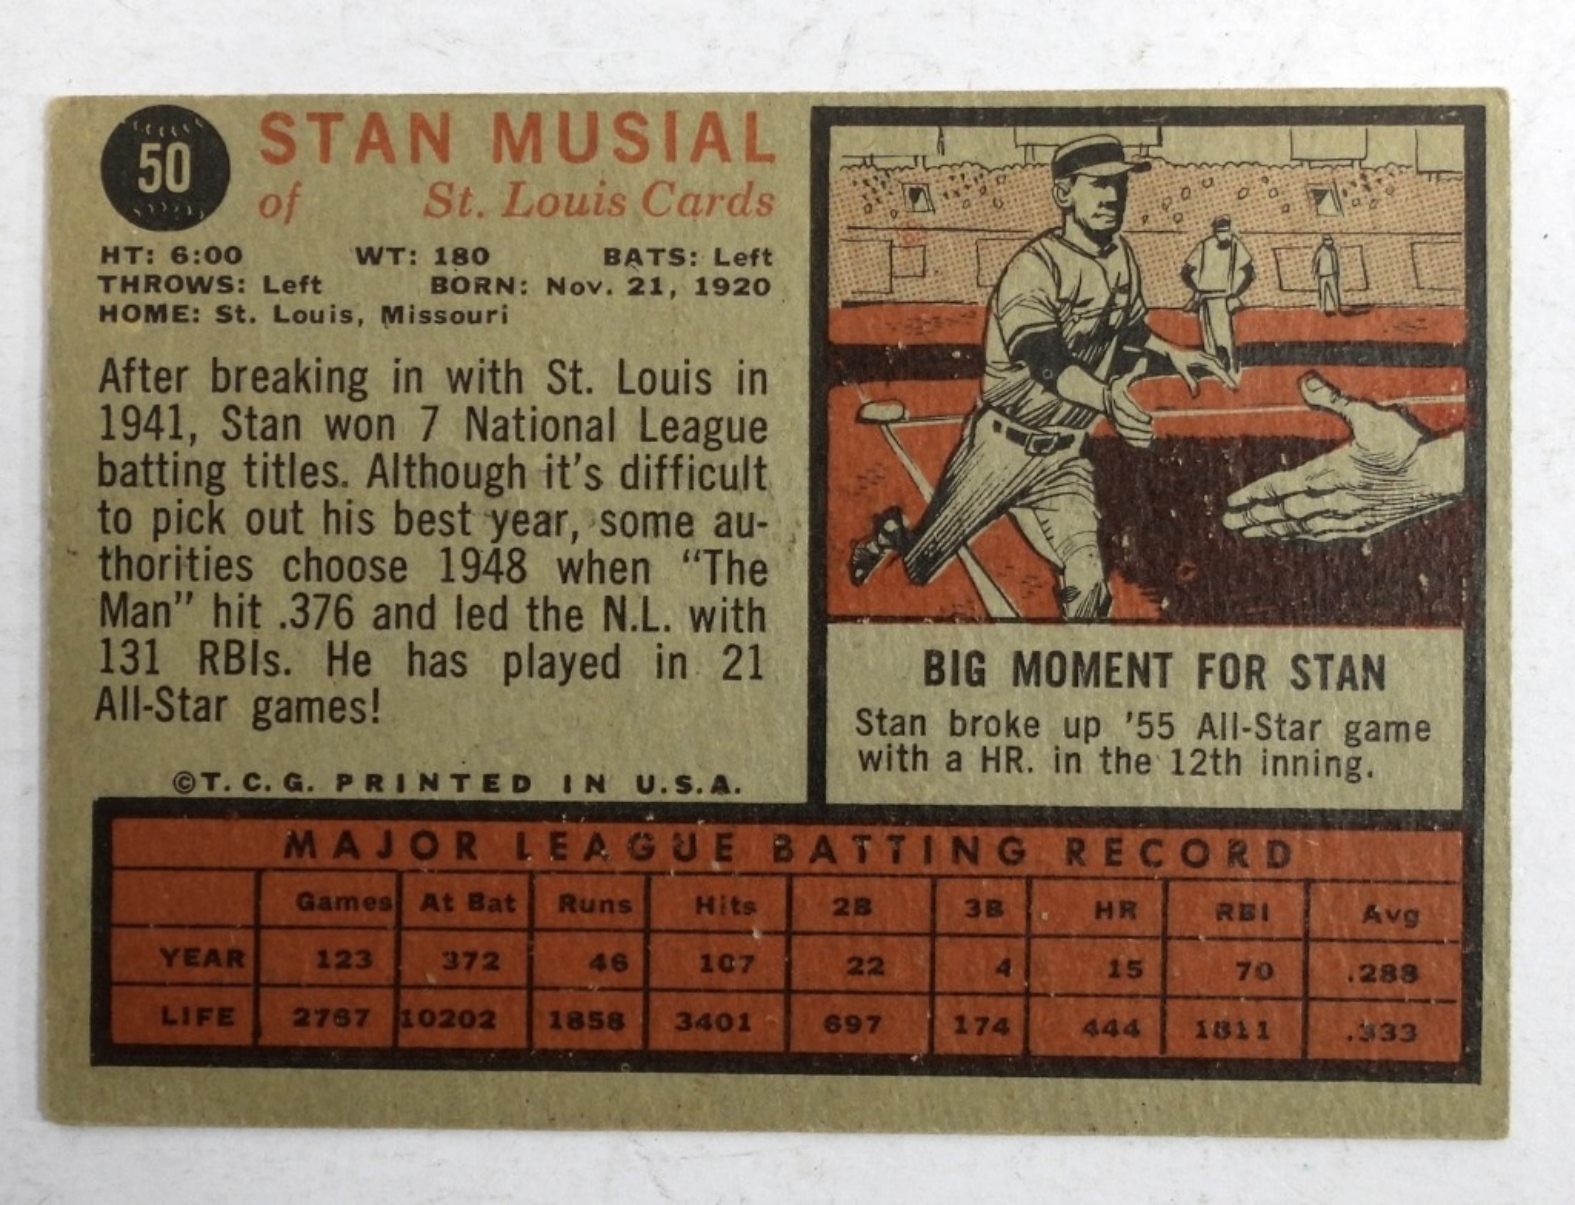 50
STAN MUSIAL
of St. Louis Cards
HT: 6:00 WT: 180 BATS: Left
THROWS: Left BORN: Nov. 21, 1920
HOME: St. Louis, Missouri
After breaking in with St. Louis in
1941, Stan won 7 National League
batting titles. Although it's difficult
to pick out his best year, some au-
thorities choose 1948 when "The
Man" hit .376 and led the N.L. with
131 RBIs. He has played in 21
All-Star games!
©T.C.G. PRINTED IN U.S.A.
BIG MOMENT FOR STAN
Stan broke up '55 All-Star game
with a HR. in the 12th inning.
MAJOR LEAGUE BATTING RECORD
Games At Bat Runs Hits 2B 3B HR RBI Avg
YEAR 123 372 46 107 22 4 15 70 .288
LIFE 2767 10202 1858 3401 697 174 444 1811 .333